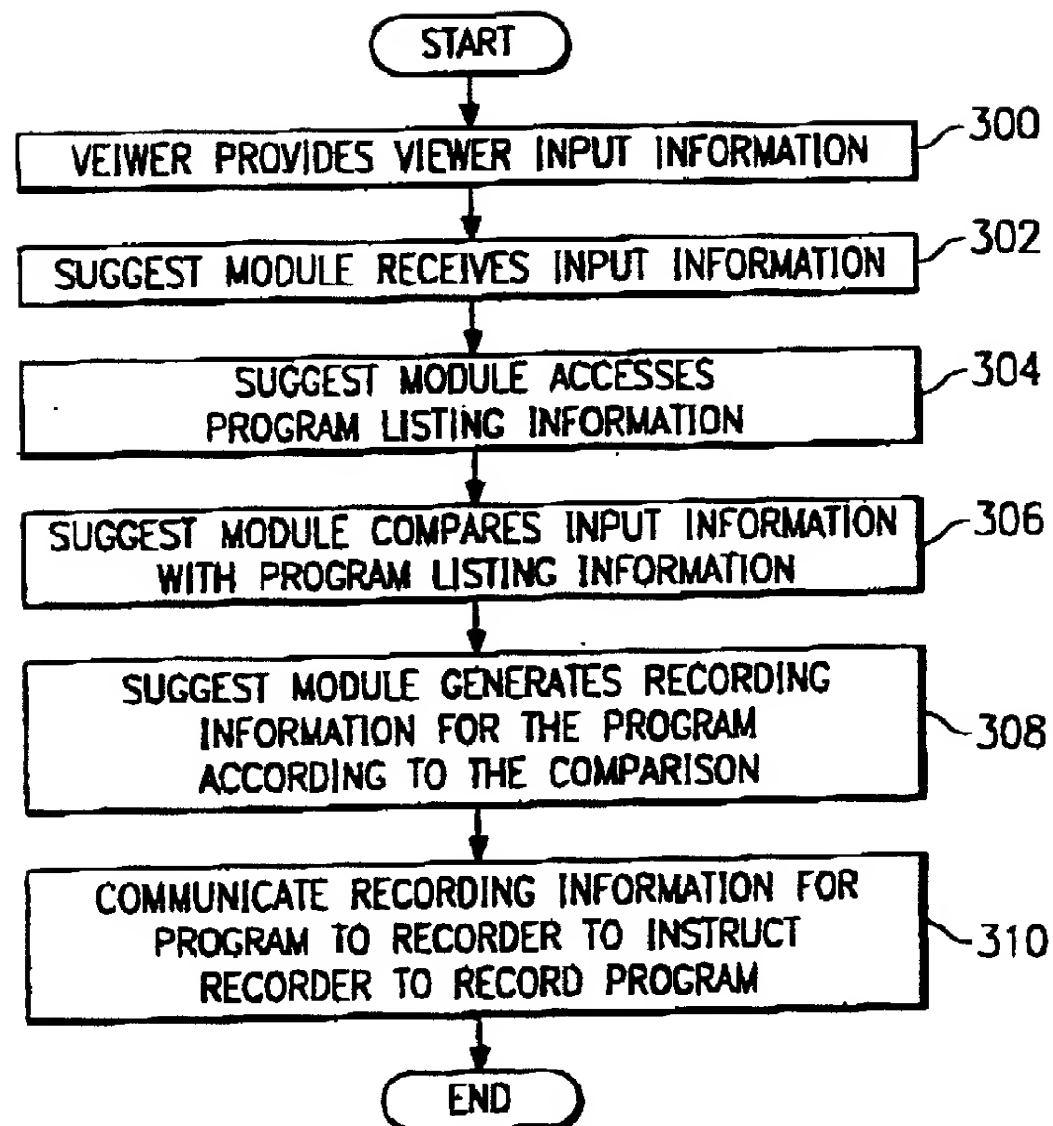 START
VEIWER PROVIDES VIEWER INPUT INFORMATION
300
SUGGEST MODULE RECEIVES INPUT INFORMATION
302
SUGGEST MODULE ACCESSES
PROGRAM LISTING INFORMATION
304
SUGGEST MODULE COMPARES INPUT INFORMATION
WITH PROGRAM LISTING INFORMATION
306
SUGGEST MODULE GENERATES RECORDING
INFORMATION FOR THE PROGRAM
ACCORDING TO THE COMPARISON
308
COMMUNICATE RECORDING INFORMATION FOR
PROGRAM TO RECORDER TO INSTRUCT
RECORDER TO RECORD PROGRAM
310
END